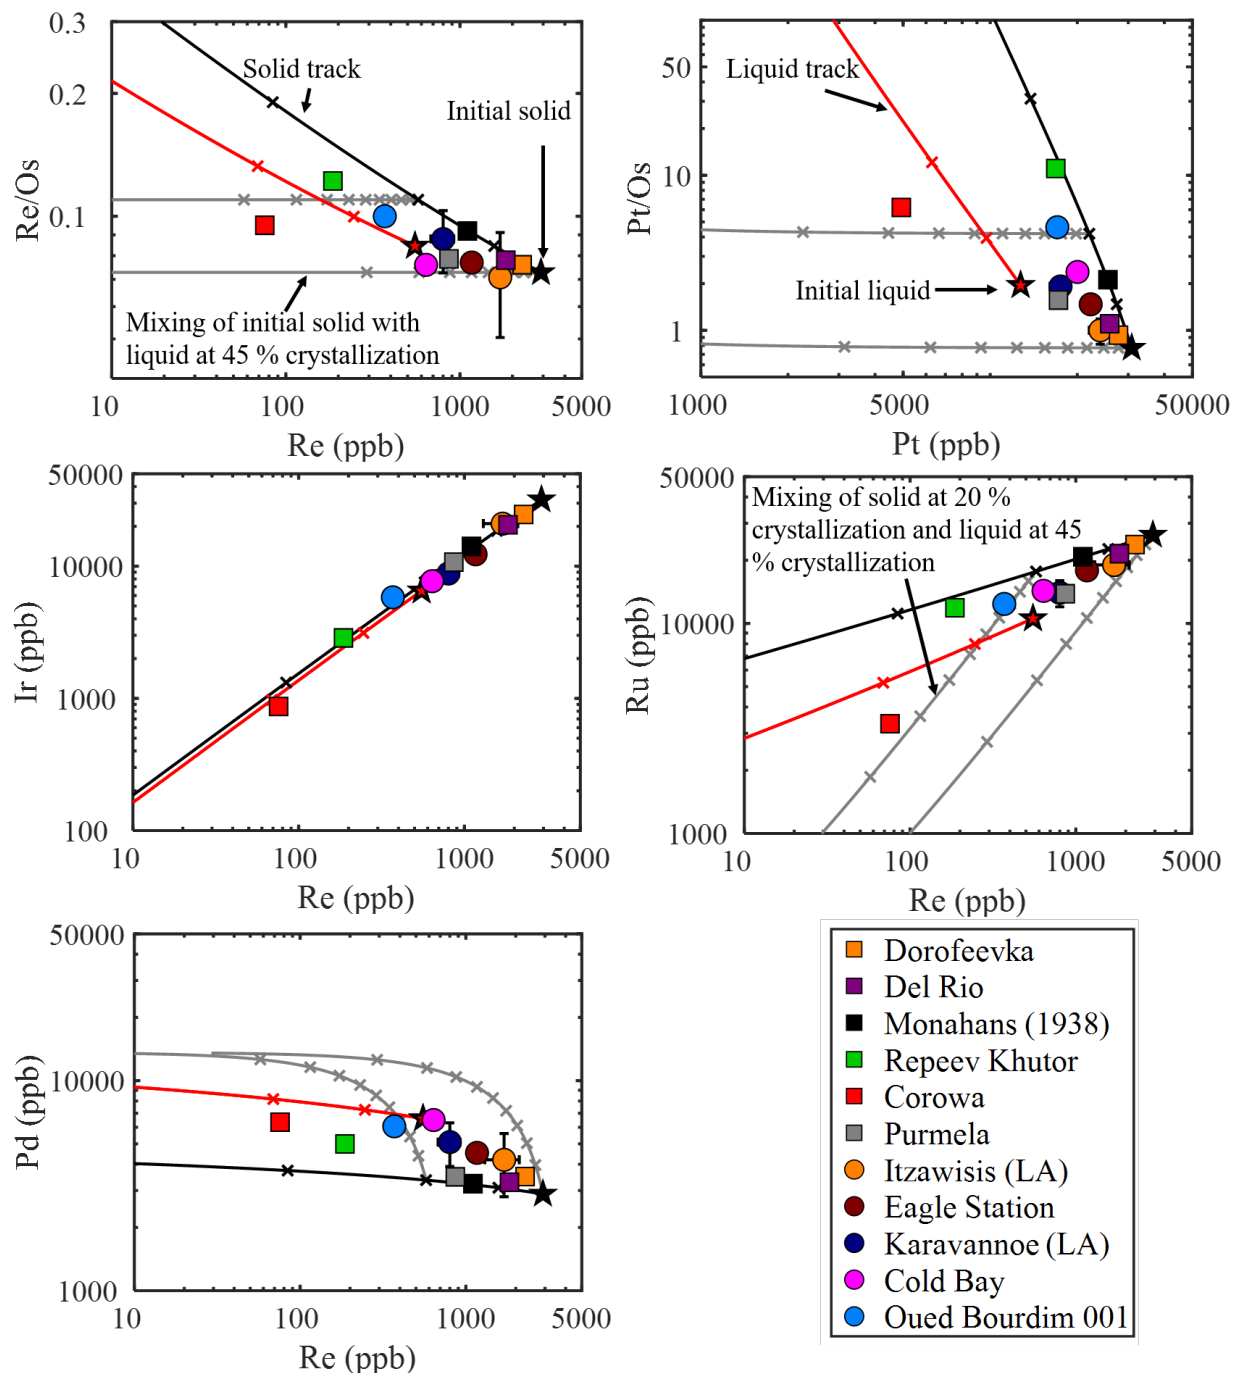 0.3
0.2
0.1
Re/Os
Solid track
Initial solid
Mixing of initial solid with
liquid at 45 % crystallization
10
100
1000
5000
Re (ppb)
50
10
1
Pt/Os
Liquid track
Initial liquid
1000
5000
50000
Pt (ppb)
50000
10000
1000
100
Ir (ppb)
10
100
1000
5000
Re (ppb)
50000
10000
1000
Ru (ppb)
Mixing of solid at 20 %
crystallization and liquid at 45
% crystallization
10
100
1000
5000
Re (ppb)
50000
10000
1000
Pd (ppb)
10
100
1000
5000
Re (ppb)
Dorofeevka
Del Rio
Monahans (1938)
Repeev Khutor
Corowa
Purmela
Itzawisis (LA)
Eagle Station
Karavannoe (LA)
Cold Bay
Oued Bourdim 001